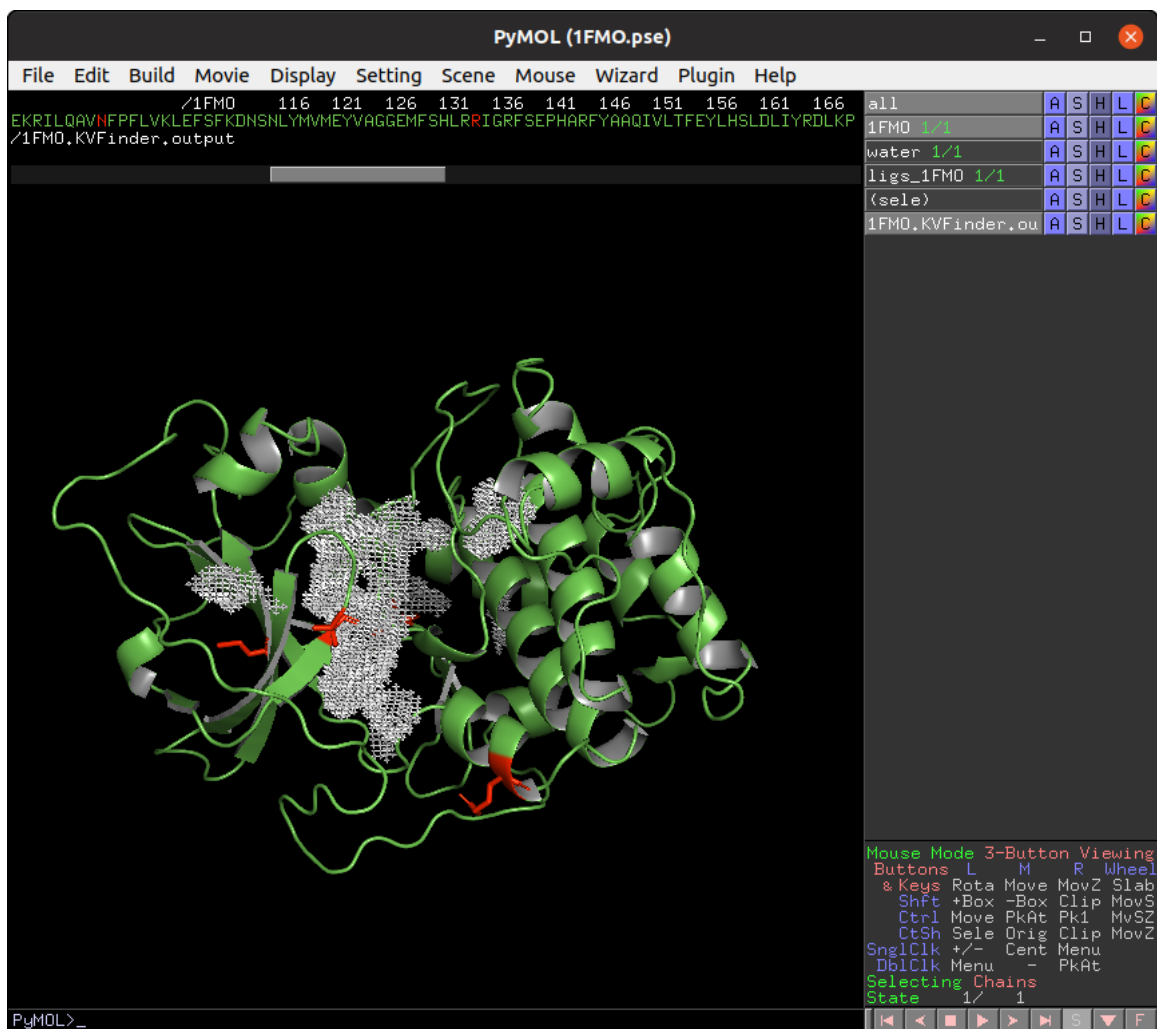 PyMOL (1FMO.pse)
File Edit Build Movie Display Setting Scene Mouse Wizard Plugin Help
/1FMO 116 121 126 131 136 141 146 151 156 161 166
EKRILQAVNFPFLVKLEFSFKDNSNLYMVMEYVAGGEMFSHLRRIGRFSEPHARFYAAQIVLTFEYLHSLDLIYRDLKP
/1FMO.KVFinder.output
all A S H L C
1FMO 1/1 A S H L C
water 1/1 A S H L C
ligs_1FMO 1/1 A S H L C
(sele) A S H L C
1FMO.KVFinder.ou A S H L C
Mouse Mode 3-Button Viewing
Buttons L M R Wheel
& Keys Rota Move MovZ Slab
Shft +Box -Box Clip MovS
Ctrl Move PkAt Pk1 MvSZ
CtSh Sele Orig Clip MovZ
SnglClk +/- Cent Menu
DblClk Menu - PkAt
Selecting Chains
State 1/ 1
S F
PyMOL>_